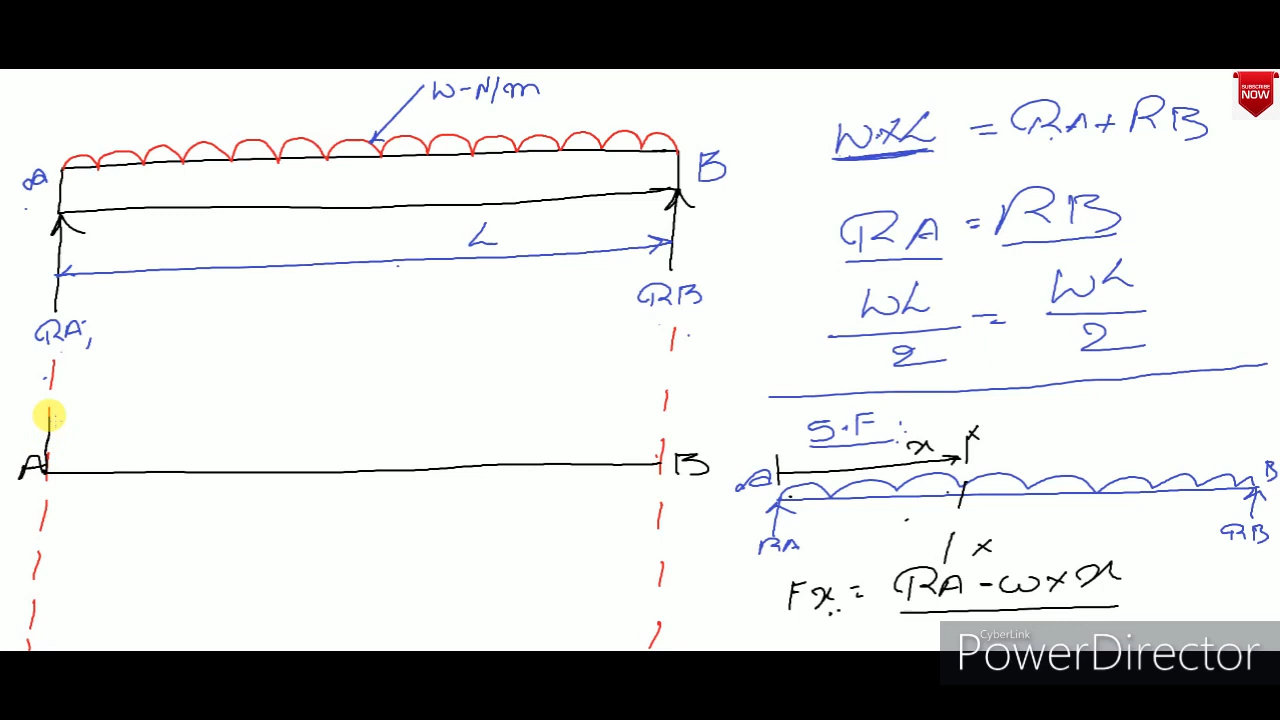 W-N/m
A
B
L
RA,
RB
A
B
SUBSCRIBE
NOW
W×L = RA+RB
RA = RB
WL/2 = WL/2
S.F:
x
x
A
B
RA
RB
x
Fx = RA-w×x
CyberLink
PowerDirector